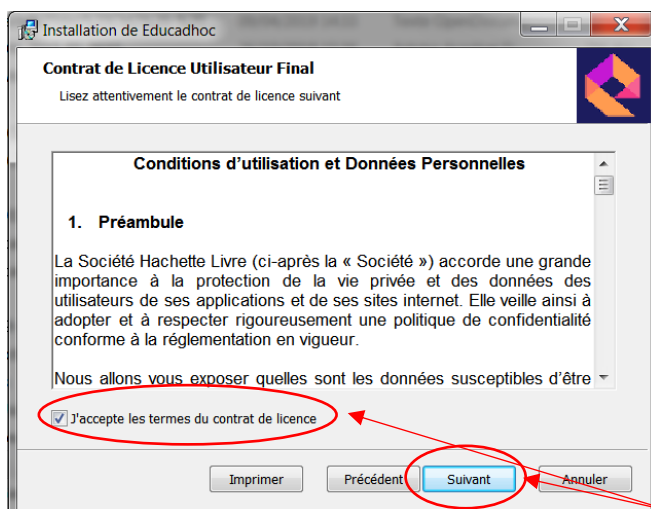 Installation de Educadhoc
Contrat de Licence Utilisateur Final
Lisez attentivement le contrat de licence suivant
Conditions d'utilisation et Données Personnelles
1. Préambule
La Société Hachette Livre (ci-après la « Société ») accorde une grande
importance à la protection de la vie privée et des données des
utilisateurs de ses applications et de ses sites internet. Elle veille ainsi à
adopter et à respecter rigoureusement une politique de confidentialité
conforme à la réglementation en vigueur.
Nous allons vous exposer quelles sont les données susceptibles d'être
J'accepte les termes du contrat de licence
Imprimer Précédent Suivant Annuler